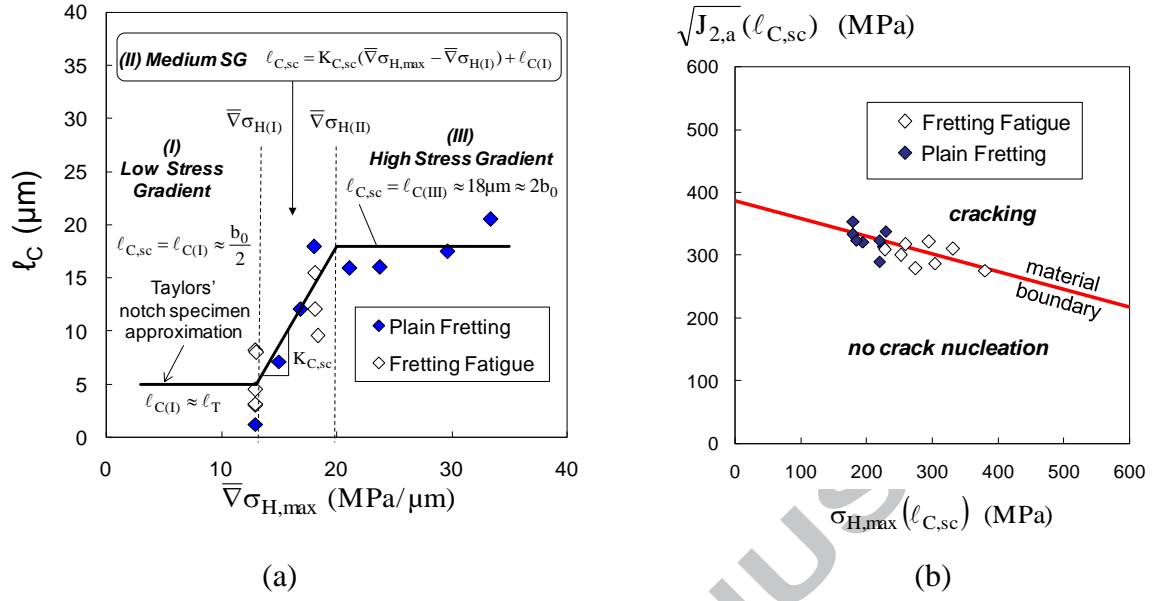 40
35
30
25
20
15
10
5
0
ℓC (µm)
(II) Medium SG ℓC,sc = KC,sc(∇̅σH,max − ∇̅σH(I)) + ℓC(I)
∇̅σH(I)
∇̅σH(II)
(I)
Low Stress
Gradient
(III)
High Stress Gradient
ℓC,sc = ℓC(III) ≈ 18µm ≈ 2b0
ℓC,sc = ℓC(I) ≈ b0/2
Taylors’
notch specimen
approximation
KC,sc
ℓC(I) ≈ ℓT
Plain Fretting
Fretting Fatigue
0 10 20 30 40
∇̅σH,max (MPa/µm)
(a)
√J2,a(ℓC,sc) (MPa)
600
500
400
300
200
100
0
Fretting Fatigue
Plain Fretting
cracking
material
boundary
no crack nucleation
0 100 200 300 400 500 600
σH,max(ℓC,sc) (MPa)
(b)